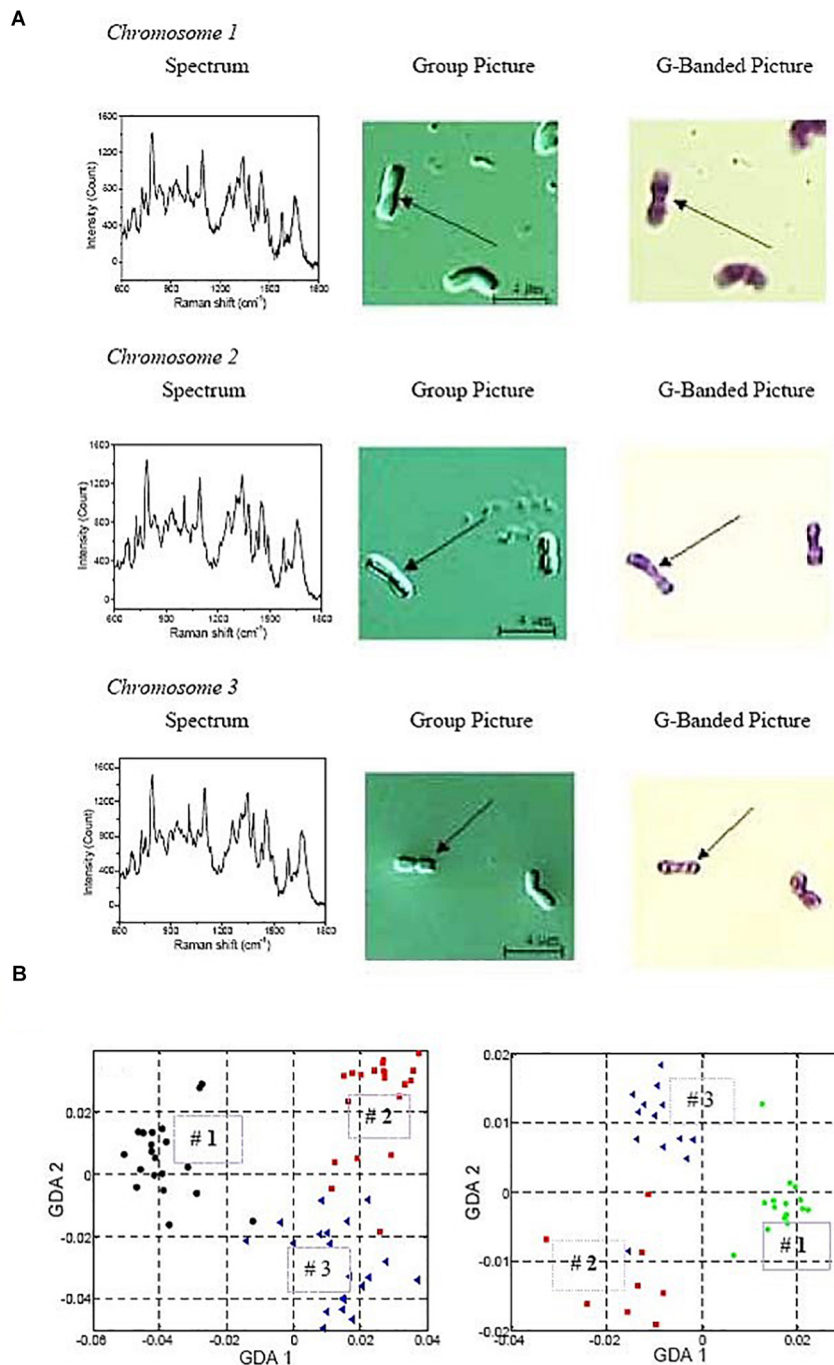 A
Chromosome 1
Spectrum Group Picture G-Banded Picture
1600
1200
800
400
0
Intensity (Count)
600 900 1200 1500 1800
Raman shift (cm-1)
4 µm
Chromosome 2
Spectrum Group Picture G-Banded Picture
1600
1200
800
400
0
Intensity (Count)
600 900 1200 1500 1800
Raman shift (cm-1)
4 µm
Chromosome 3
Spectrum Group Picture G-Banded Picture
1600
1200
800
400
0
Intensity (Count)
600 900 1200 1500 1800
Raman shift (cm-1)
4 µm
B
0.02
0
-0.02
-0.04
GDA 2
# 1
# 2
# 3
-0.06 -0.04 -0.02 0 0.02 0.04
GDA 1
0.02
0.01
0
-0.01
-0.02
GDA 2
#3
#1
# 2
-0.04 -0.02 0 0.02
GDA 1